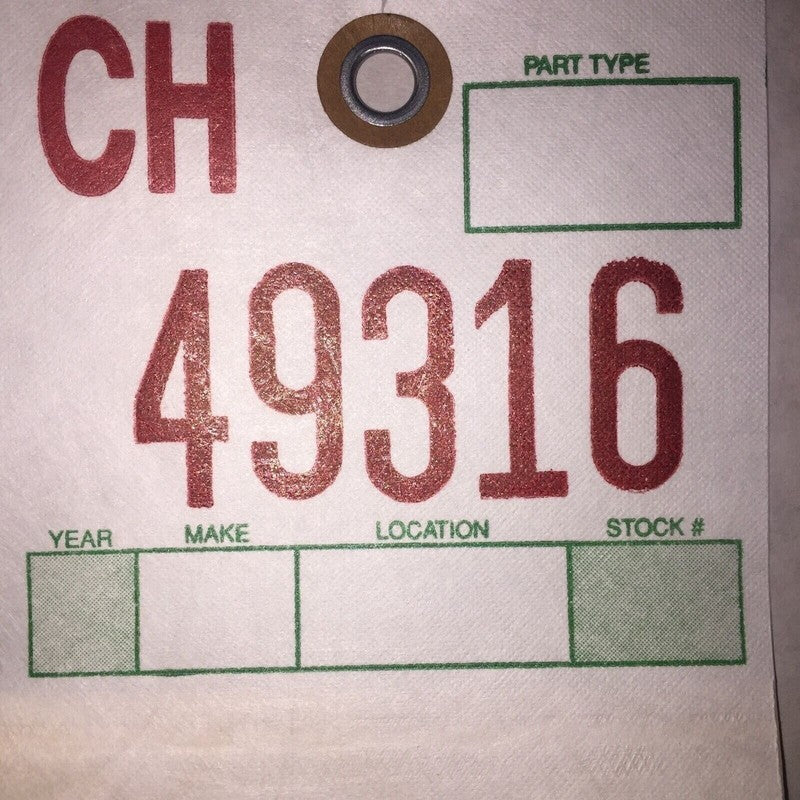 CH
PART TYPE
49316
YEAR MAKE LOCATION STOCK #